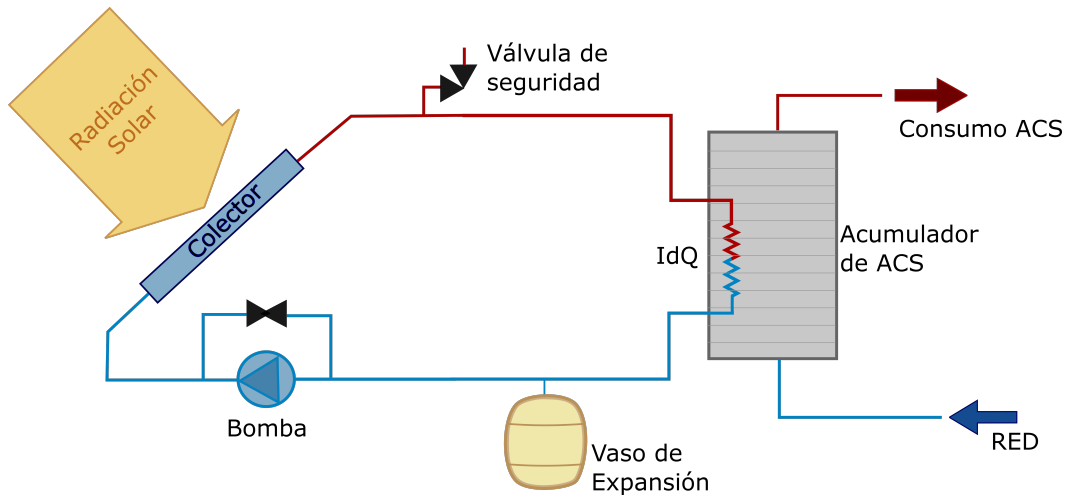 Radiación
Solar
Válvula de
seguridad
Consumo ACS
Colector
IdQ
Acumulador
de ACS
Bomba
Vaso de
Expansión
RED